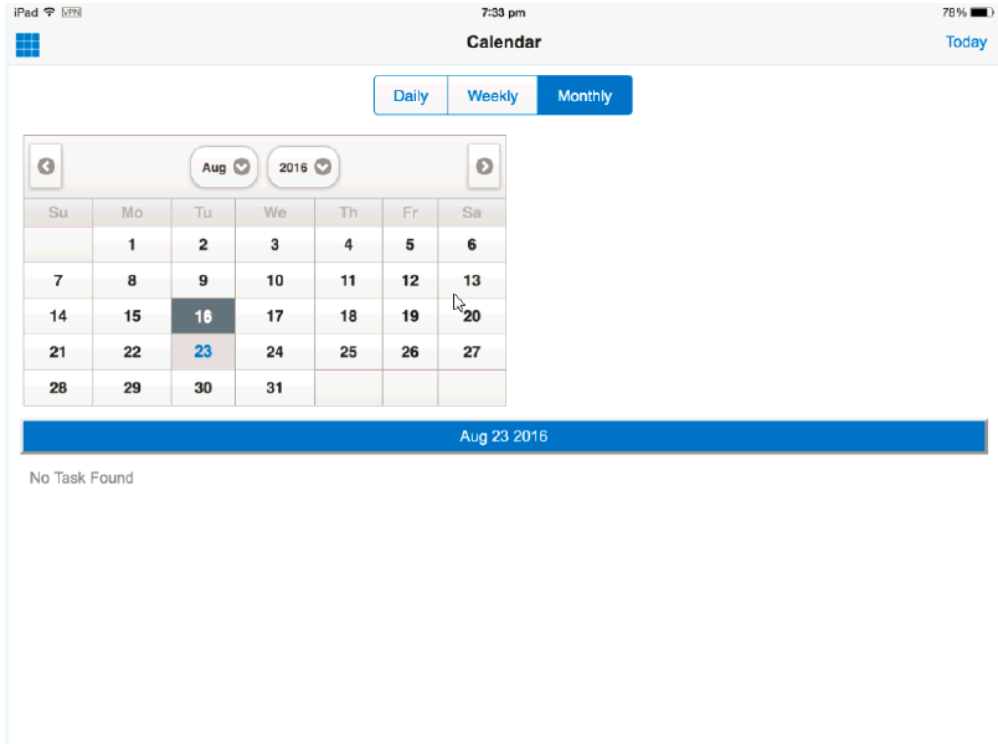 iPad VPN 7:33 pm 78%
Calendar Today
Daily Weekly Monthly
Aug 2016
Su Mo Tu We Th Fr Sa
1 2 3 4 5 6
7 8 9 10 11 12 13
14 15 16 17 18 19 20
21 22 23 24 25 26 27
28 29 30 31
Aug 23 2016
No Task Found